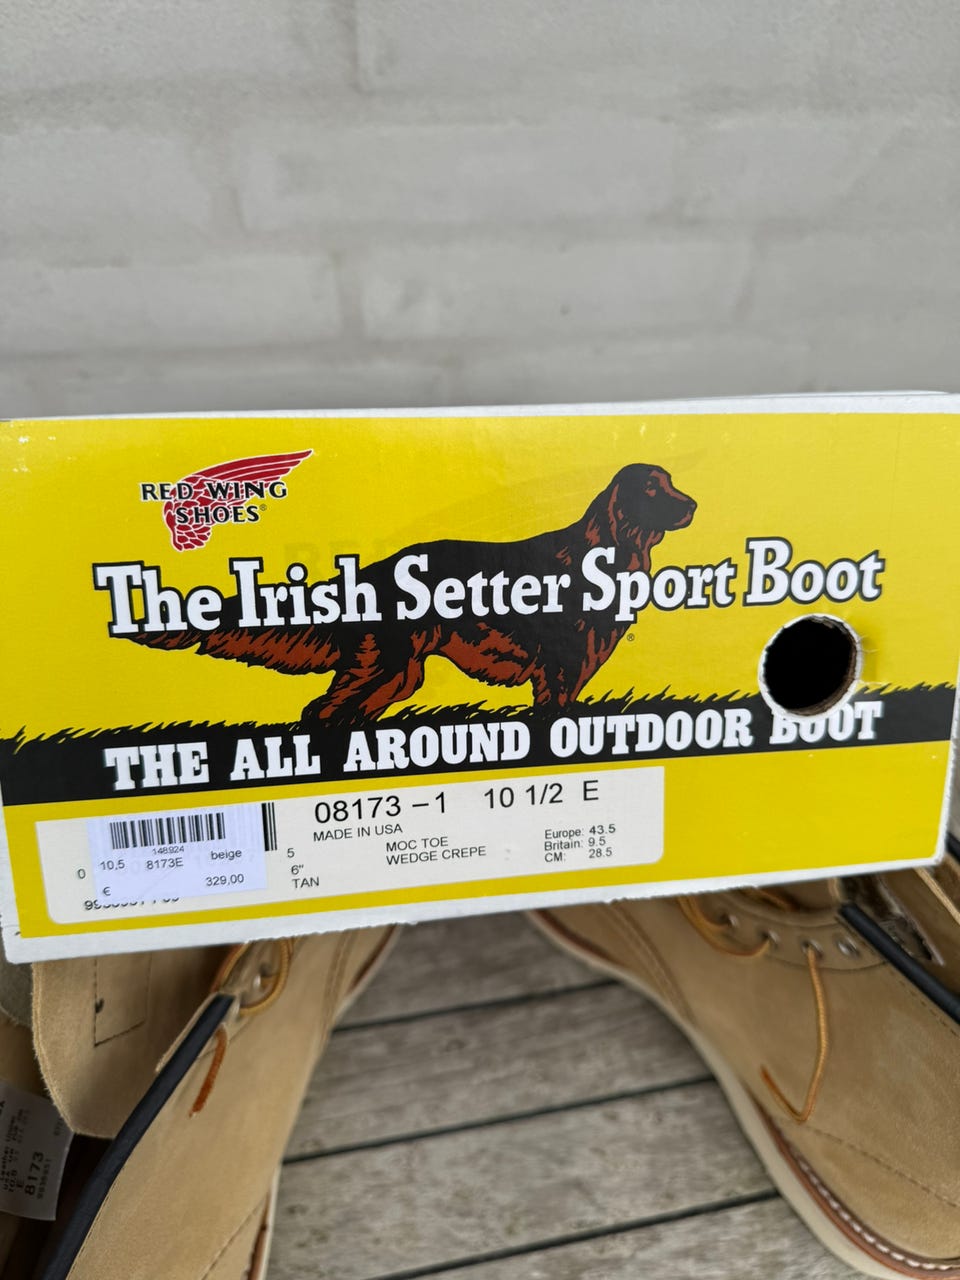 RED WING
SHOES®
The Irish Setter Sport Boot
®
THE ALL AROUND OUTDOOR BOOT
08173 – 1 10 1/2 E
MADE IN USA
MOC TOE
WEDGE CREPE
Europe: 43.5
Britain: 9.5
CM: 28.5
5
6"
TAN
0
148924
10,5 8173E beige
€ 329,00
8173